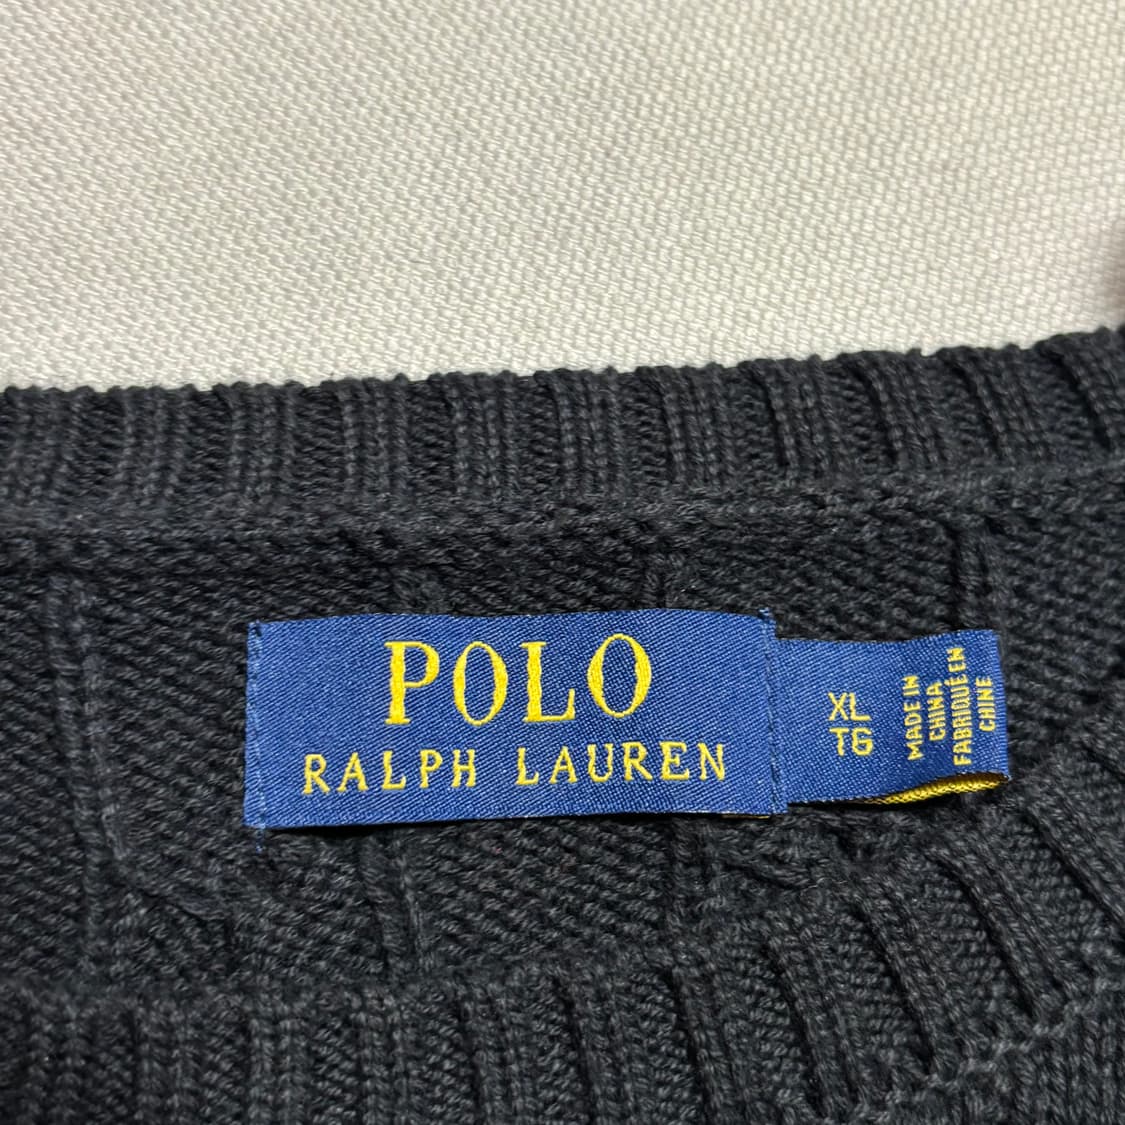 POLO
RALPH LAUREN
XL
TG
MADE IN
CHINA
FABRIQUÉ EN
CHINE